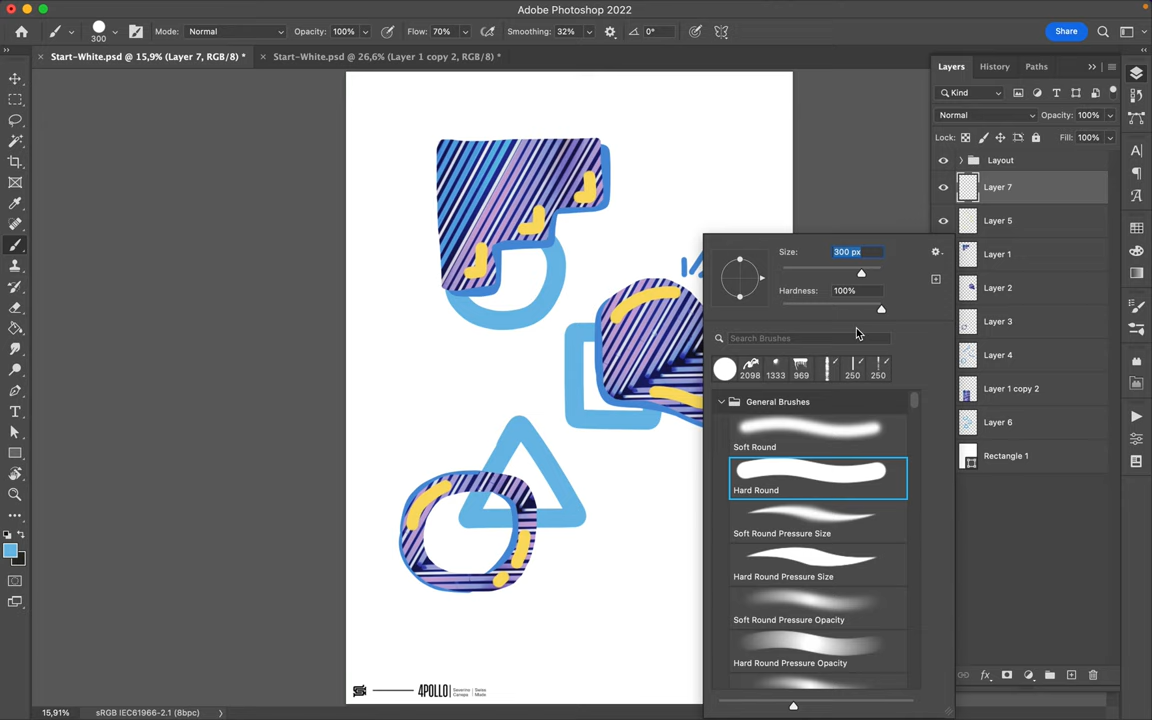 Adobe Photoshop 2022
300
Mode: Normal
Opacity: 100%
Flow: 70%
Smoothing: 32%
0°
Share
× Start-White.psd @ 15,9% (Layer 7, RGB/8) *
× Start-White.psd @ 26,6% (Layer 1 copy 2, RGB/8) *
Layers
History
Paths
Kind
Normal
Opacity: 100%
Lock:
Fill: 100%
Layout
Layer 7
Layer 5
Layer 1
Layer 2
Layer 3
Layer 4
Layer 1 copy 2
Layer 6
Rectangle 1
Size: 300 px
Hardness: 100%
Search Brushes
2098
1333
969
250
250
General Brushes
Soft Round
Hard Round
Soft Round Pressure Size
Hard Round Pressure Size
Soft Round Pressure Opacity
Hard Round Pressure Opacity
4POLLO
15,91%
sRGB IEC61966-2.1 (8bpc)